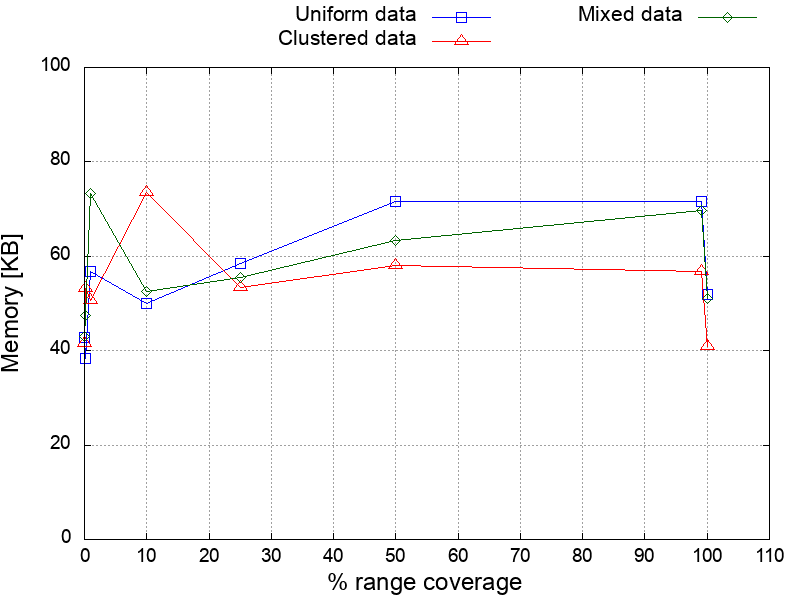 Uniform data
Mixed data
Clustered data
100
80
60
40
20
0
Memory [KB]
0 10 20 30 40 50 60 70 80 90 100 110
% range coverage